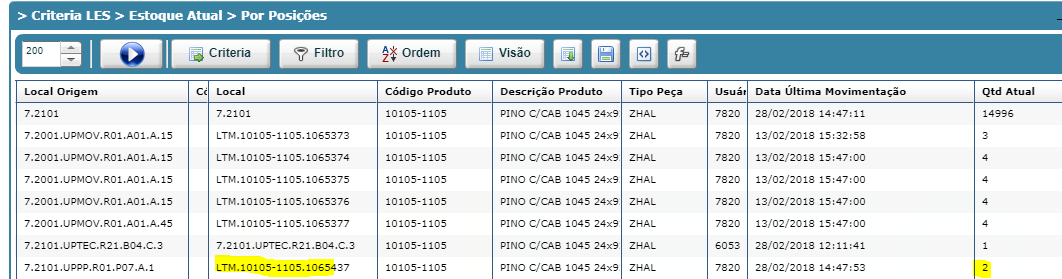 > Criteria LES > Estoque Atual > Por Posições
200 Criteria Filtro Ordem Visão
Local Origem Có Local Código Produto Descrição Produto Tipo Peça Usuár Data Última Movimentação Qtd Atual
7.2101 7.2101 10105-1105 PINO C/CAB 1045 24x9 ZHAL 7820 28/02/2018 14:47:11 14996
7.2001.UPMOV.R01.A01.A.15 LTM.10105-1105.1065373 10105-1105 PINO C/CAB 1045 24x9 ZHAL 7820 13/02/2018 15:32:58 3
7.2001.UPMOV.R01.A01.A.15 LTM.10105-1105.1065374 10105-1105 PINO C/CAB 1045 24x9 ZHAL 7820 13/02/2018 15:47:00 4
7.2001.UPMOV.R01.A01.A.15 LTM.10105-1105.1065375 10105-1105 PINO C/CAB 1045 24x9 ZHAL 7820 13/02/2018 15:47:00 4
7.2001.UPMOV.R01.A01.A.15 LTM.10105-1105.1065376 10105-1105 PINO C/CAB 1045 24x9 ZHAL 7820 13/02/2018 15:47:00 4
7.2001.UPMOV.R01.A01.A.45 LTM.10105-1105.1065377 10105-1105 PINO C/CAB 1045 24x9 ZHAL 7820 13/02/2018 15:47:00 4
7.2101.UPTEC.R21.B04.C.3 7.2101.UPTEC.R21.B04.C.3 10105-1105 PINO C/CAB 1045 24x9 ZHAL 6053 28/02/2018 12:11:41 1
7.2101.UPPP.R01.P07.A.1 LTM.10105-1105.1065437 10105-1105 PINO C/CAB 1045 24x9 ZHAL 7820 28/02/2018 14:47:53 2